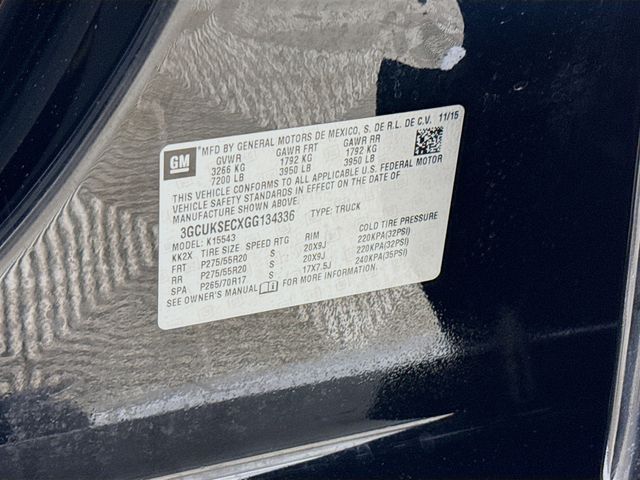 GM
MFD BY GENERAL MOTORS DE MEXICO, S. DE R.L. DE C.V. 11/15
GVWR GAWR FRT GAWR RR
3266 KG 1792 KG 1792 KG
7200 LB 3950 LB 3950 LB
THIS VEHICLE CONFORMS TO ALL APPLICABLE U.S. FEDERAL MOTOR
VEHICLE SAFETY STANDARDS IN EFFECT ON THE DATE OF
MANUFACTURE SHOWN ABOVE.
3GCUKSECXGG134336 TYPE: TRUCK
MODEL: K15543
KK2X TIRE SIZE SPEED RTG RIM COLD TIRE PRESSURE
FRT P275/55R20 S 20X9J 220KPA(32PSI)
RR P275/55R20 S 20X9J 220KPA(32PSI)
SPA P265/70R17 S 17X7.5J 240KPA(35PSI)
SEE OWNER'S MANUAL FOR MORE INFORMATION.